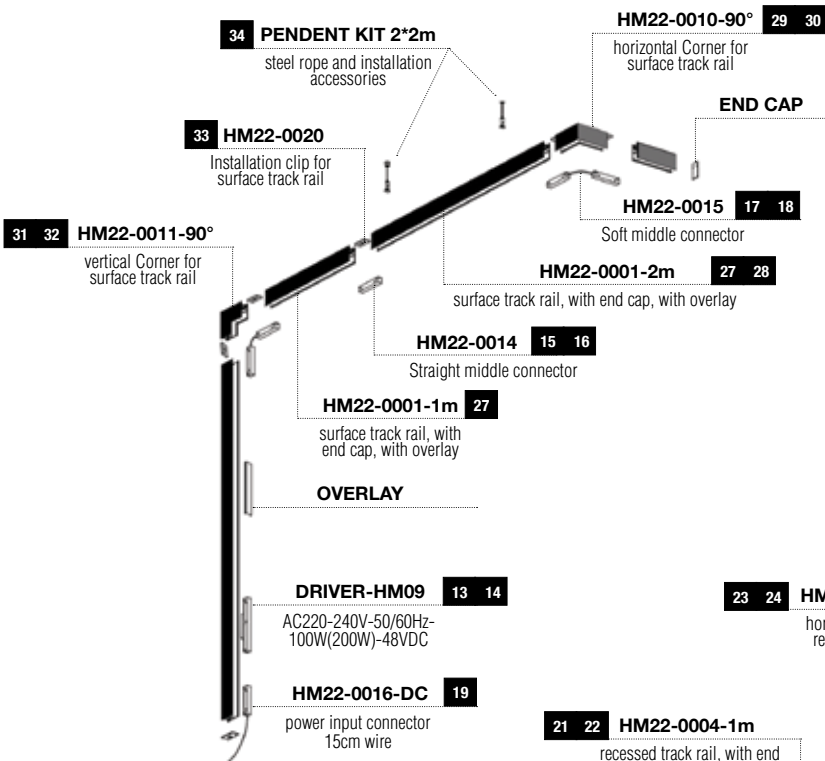 34 PENDENT KIT 2*2m
steel rope and installation
accessories
HM22-0010-90° 29 30
horizontal Corner for
surface track rail
END CAP
33 HM22-0020
Installation clip for
surface track rail
HM22-0015 17 18
Soft middle connector
31 32 HM22-0011-90°
vertical Corner for
surface track rail
HM22-0001-2m 27 28
surface track rail, with end cap, with overlay
HM22-0014 15 16
Straight middle connector
HM22-0001-1m 27
surface track rail, with
end cap, with overlay
OVERLAY
DRIVER-HM09 13 14
AC220-240V-50/60Hz-
100W(200W)-48VDC
23 24 HM
hor
re
HM22-0016-DC 19
power input connector
15cm wire
21 22 HM22-0004-1m
recessed track rail, with end